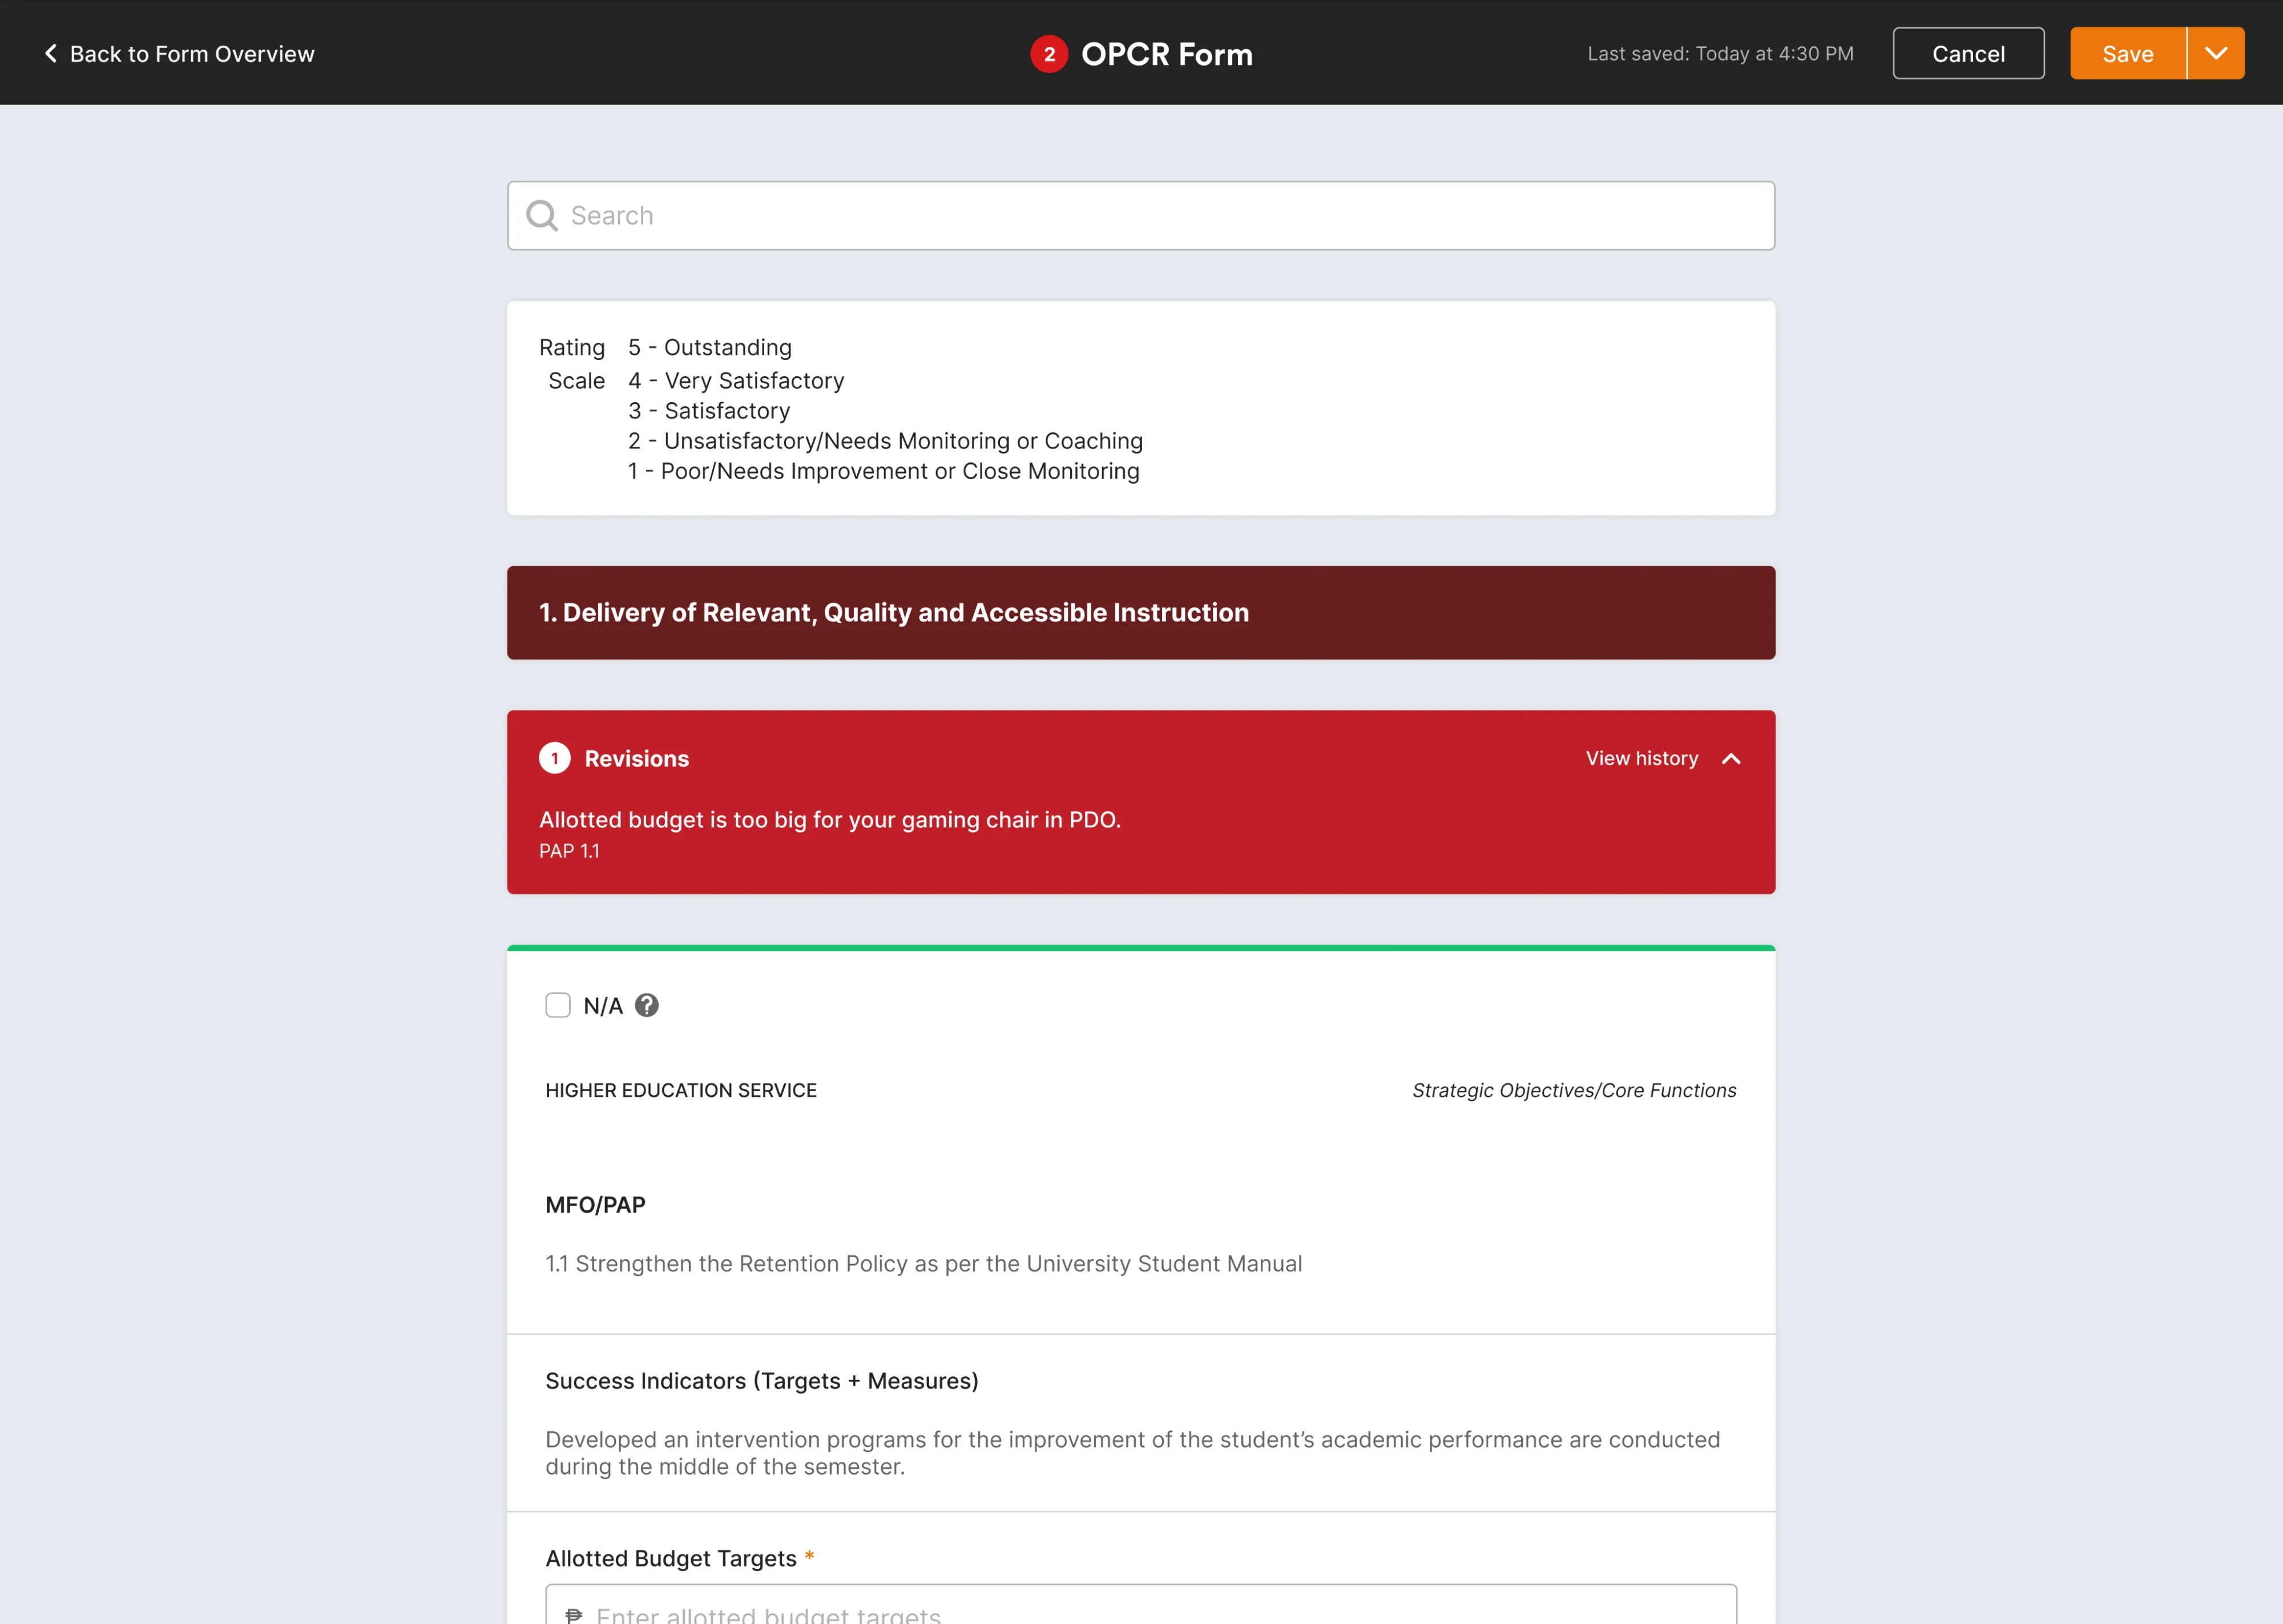 Back to Form Overview
2 OPCR Form
Last saved: Today at 4:30 PM
Cancel
Save
Search
Rating Scale
5 - Outstanding
4 - Very Satisfactory
3 - Satisfactory
2 - Unsatisfactory/Needs Monitoring or Coaching
1 - Poor/Needs Improvement or Close Monitoring
1. Delivery of Relevant, Quality and Accessible Instruction
1 Revisions
View history
Allotted budget is too big for your gaming chair in PDO.
PAP 1.1
N/A ?
HIGHER EDUCATION SERVICE
Strategic Objectives/Core Functions
MFO/PAP
1.1 Strengthen the Retention Policy as per the University Student Manual
Success Indicators (Targets + Measures)
Developed an intervention programs for the improvement of the student’s academic performance are conducted
during the middle of the semester.
Allotted Budget Targets *
₱ Enter allotted budget targets